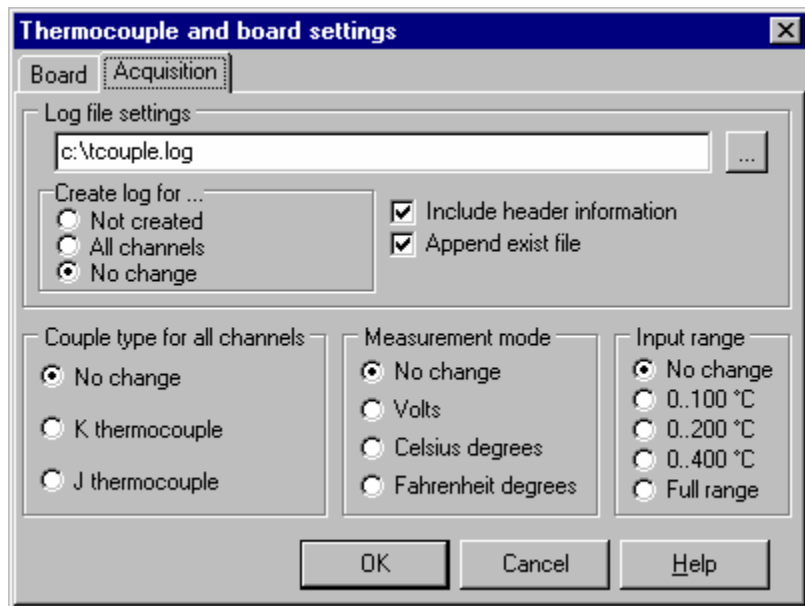 Thermocouple and board settings
Board
Acquisition
Log file settings
c:\tcouple.log
...
Create log for ...
Not created
All channels
No change
Include header information
Append exist file
Couple type for all channels
No change
K thermocouple
J thermocouple
Measurement mode
No change
Volts
Celsius degrees
Fahrenheit degrees
Input range
No change
0..100 °C
0..200 °C
0..400 °C
Full range
OK
Cancel
Help